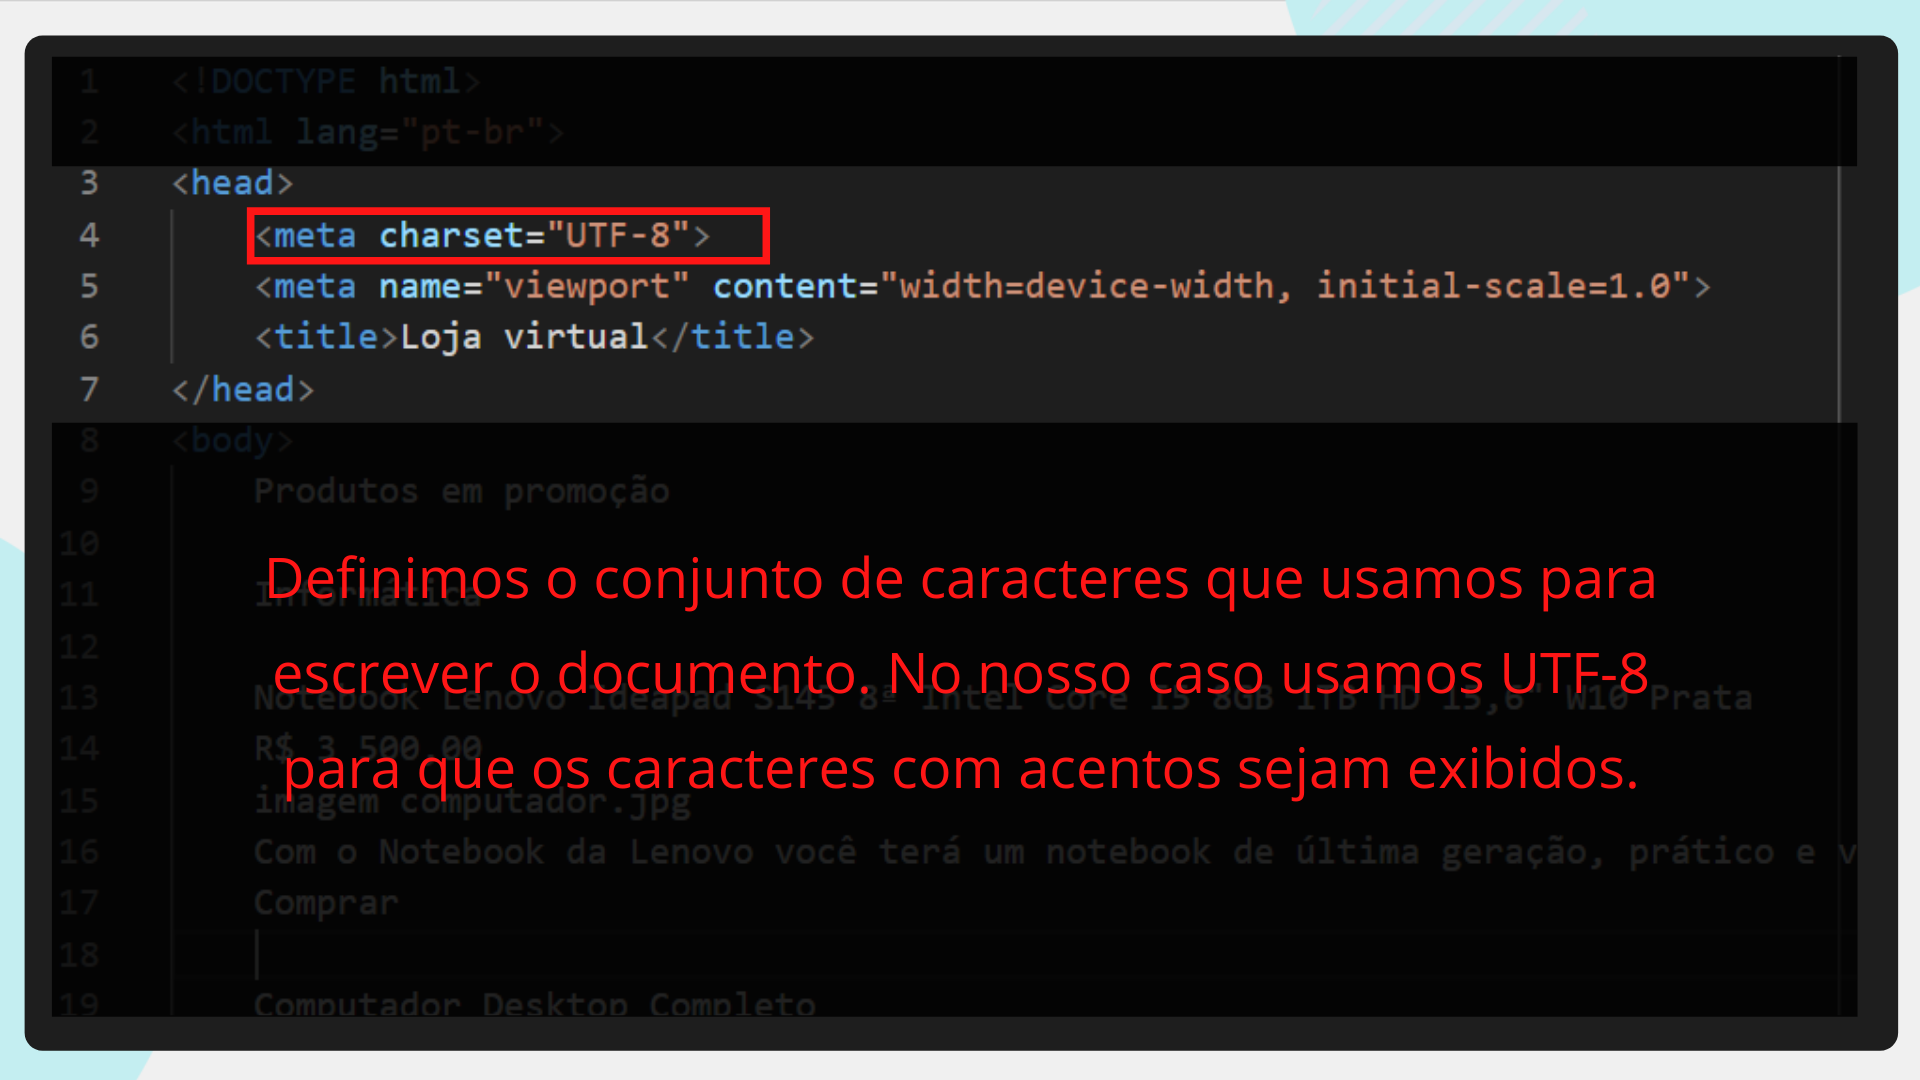 1 <!DOCTYPE html>
2 <html lang="pt-br">
3 <head>
4 <meta charset="UTF-8">
5 <meta name="viewport" content="width=device-width, initial-scale=1.0">
6 <title>Loja virtual</title>
7 </head>
8 <body>
9 Produtos em promoção
10
11 Informática
12
13 Notebook Lenovo Ideapad S145 8ª Intel Core I5 8GB 1TB HD 15,6" W10 Prata
14 R$ 3.500,00
15 imagem computador.jpg
16 Com o Notebook da Lenovo você terá um notebook de última geração, prático e v
17 Comprar
18
19 Computador Desktop Completo
Definimos o conjunto de caracteres que usamos para
escrever o documento. No nosso caso usamos UTF-8
para que os caracteres com acentos sejam exibidos.